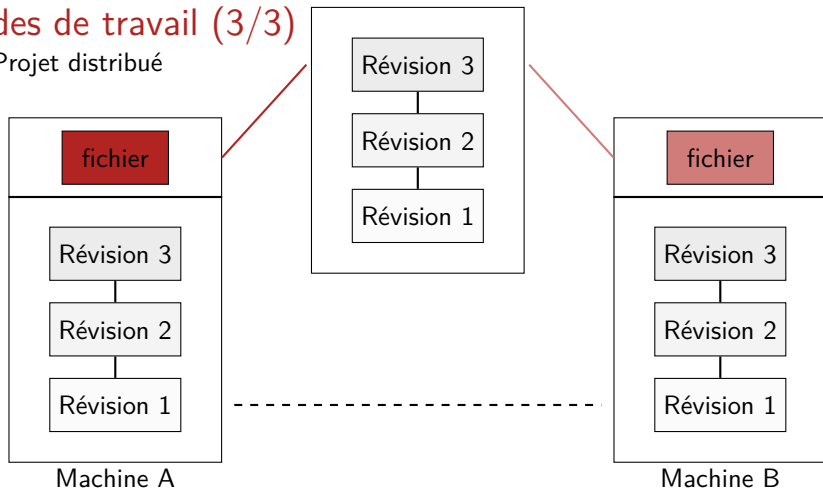 des de travail (3/3)
Projet distribué
Révision 3
Révision 2
Révision 1
fichier
Révision 3
Révision 2
Révision 1
Machine A
fichier
Révision 3
Révision 2
Révision 1
Machine B